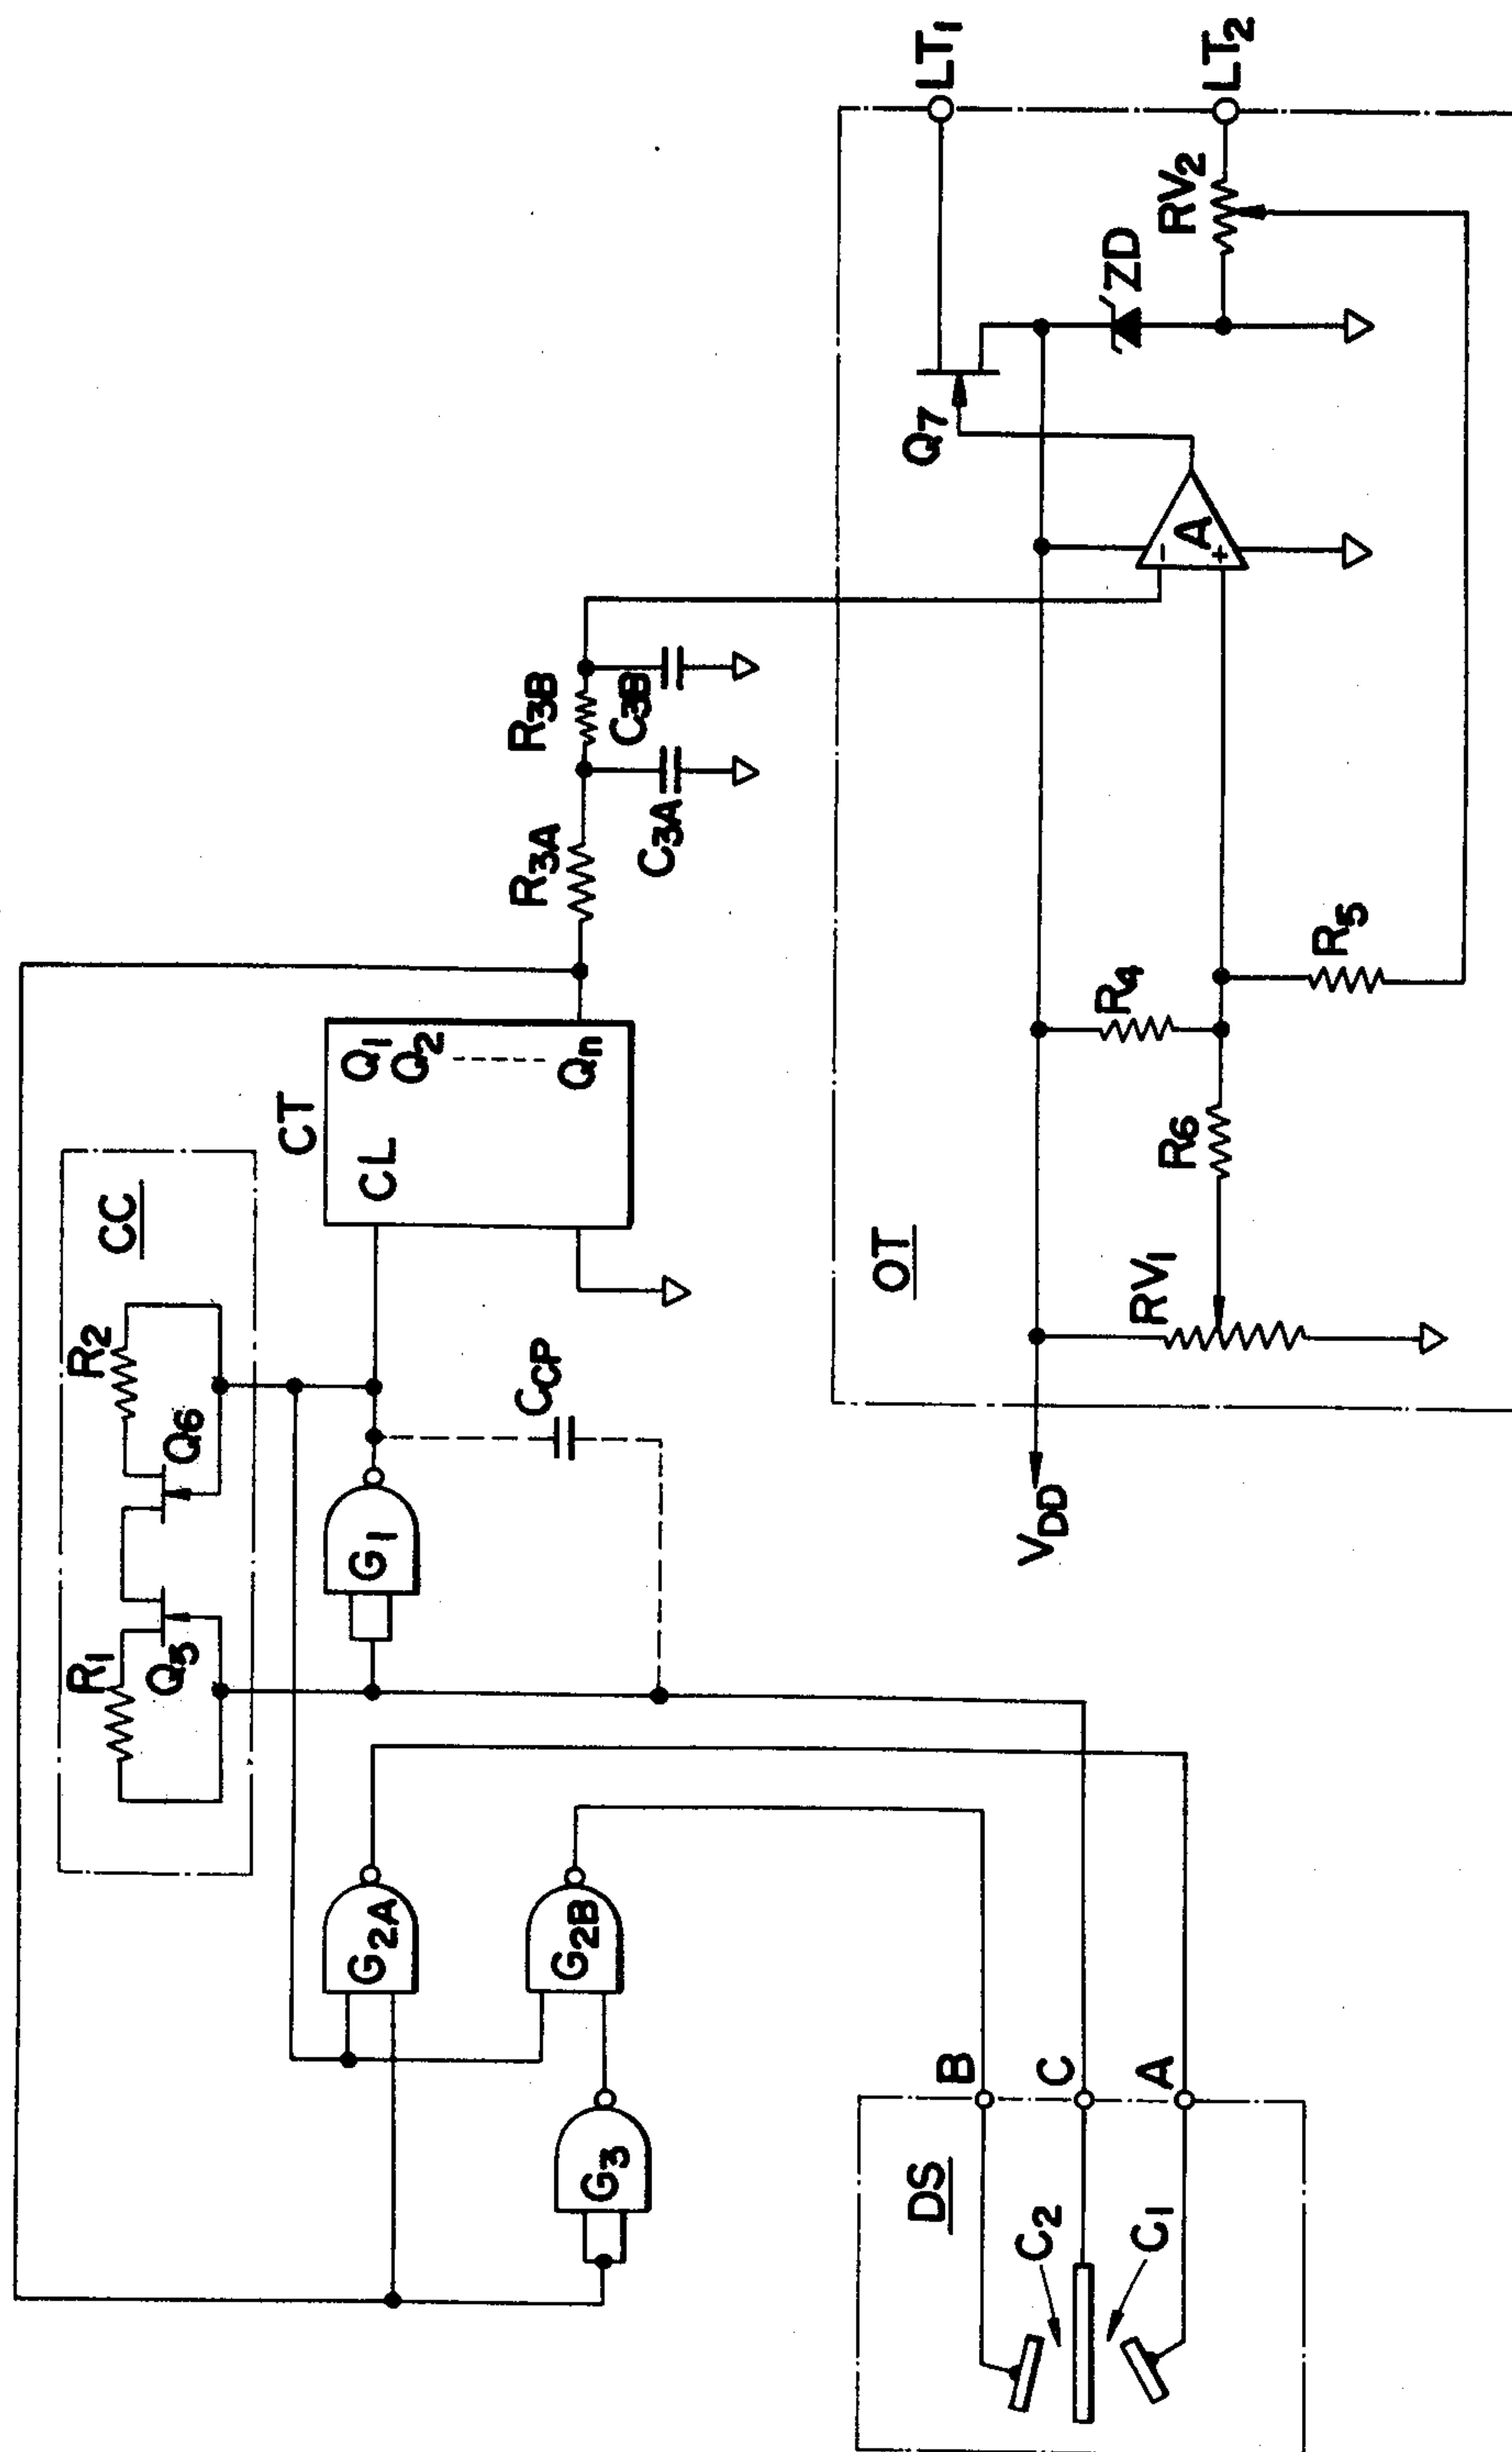 LT1
LT2
RV2
ZD
Q7
A
-
+
R3B
C3B
R3A
C3A
R4
R5
R6
RV1
OT
VDD
CT
Q1
Q2
Qn
CL
CC
R2
Q6
R1
Q5
G1
CCP
G2A
G2B
G3
B
C
A
DS
C2
C1